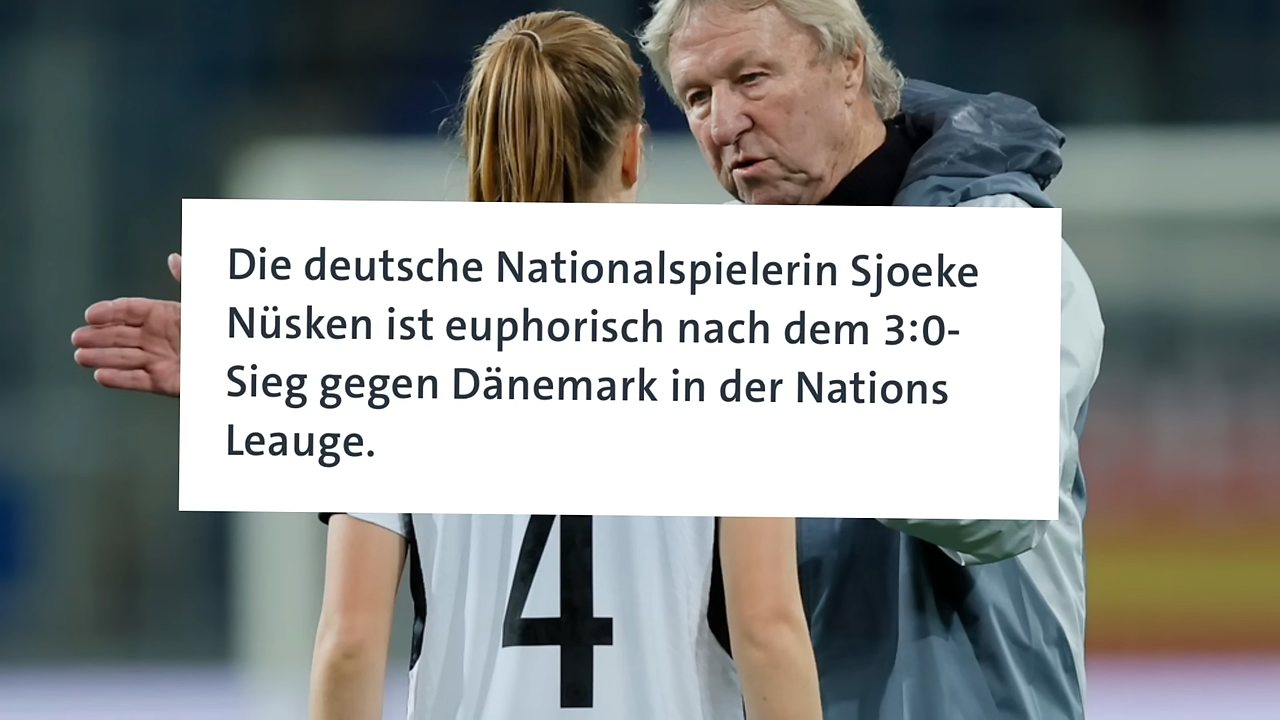 Die deutsche Nationalspielerin Sjoeke
Nüsken ist euphorisch nach dem 3:0-
Sieg gegen Dänemark in der Nations
Leauge.
4